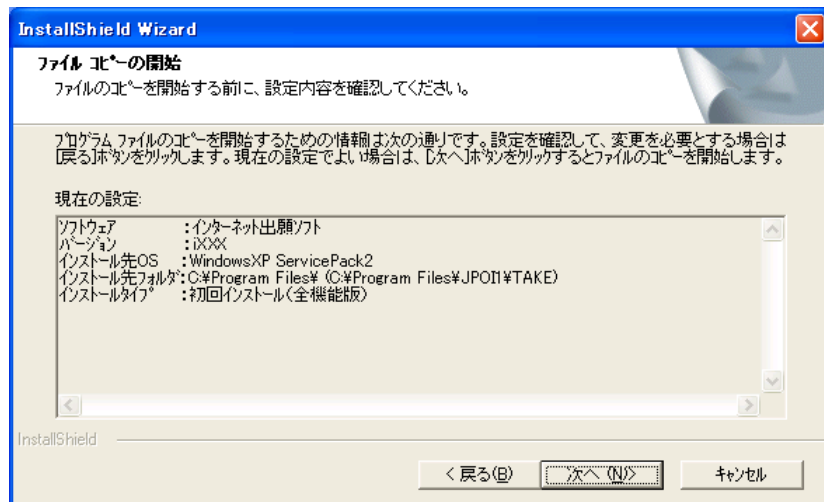 InstallShield Wizard
ファイル コピーの開始
ファイルのコピーを開始する前に、設定内容を確認してください。
プログラム ファイルのコピーを開始するための情報は次の通りです。設定を確認して、変更を必要とする場合は
[戻る]ボタンをクリックします。現在の設定でよい場合は、[次へ]ボタンをクリックするとファイルのコピーを開始します。
現在の設定:
ソフトウェア :インターネット出願ソフト
バージョン :iXXX
インストール先OS :WindowsXP ServicePack2
インストール先フォルダ:C:¥Program Files¥ (C:¥Program Files¥JPOI1¥TAKE)
インストールタイプ :初回インストール(全機能版)
InstallShield
< 戻る(B) 次へ (N)> キャンセル